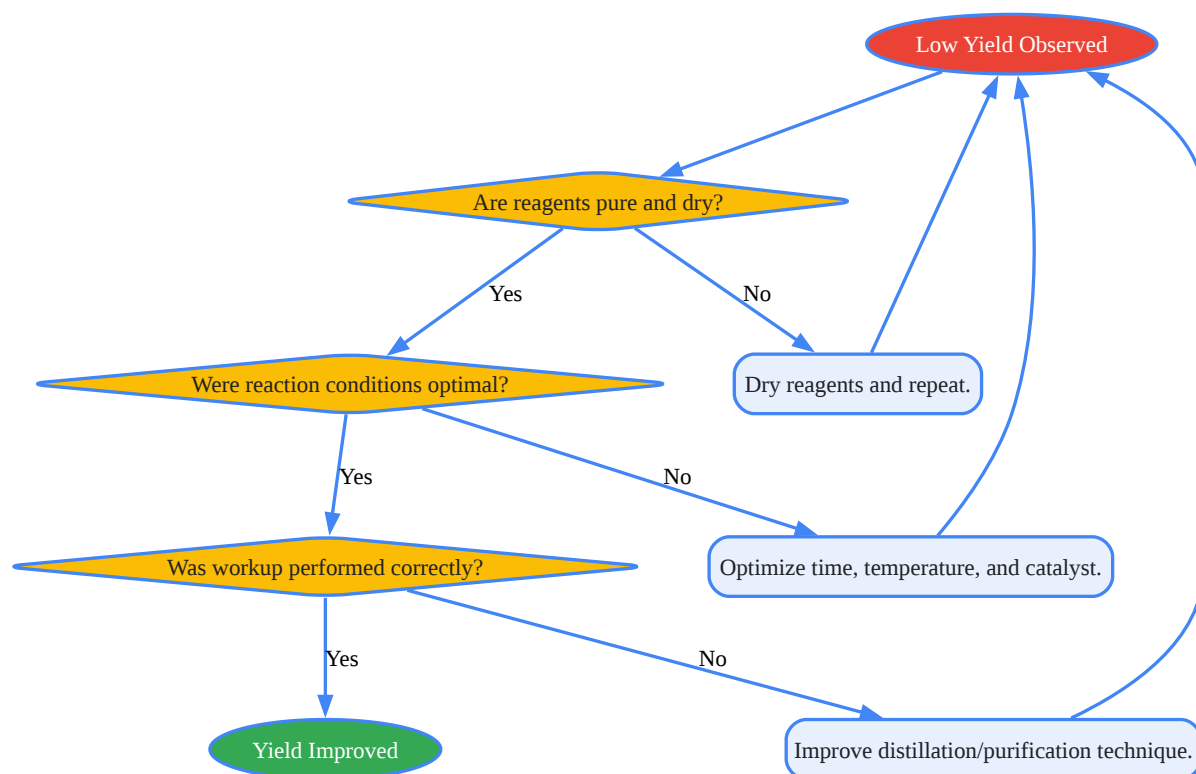 Low Yield Observed
Are reagents pure and dry?
Yes
No
Were reaction conditions optimal?
Dry reagents and repeat.
Yes
No
Was workup performed correctly?
Optimize time, temperature, and catalyst.
Yes
No
Yield Improved
Improve distillation/purification technique.